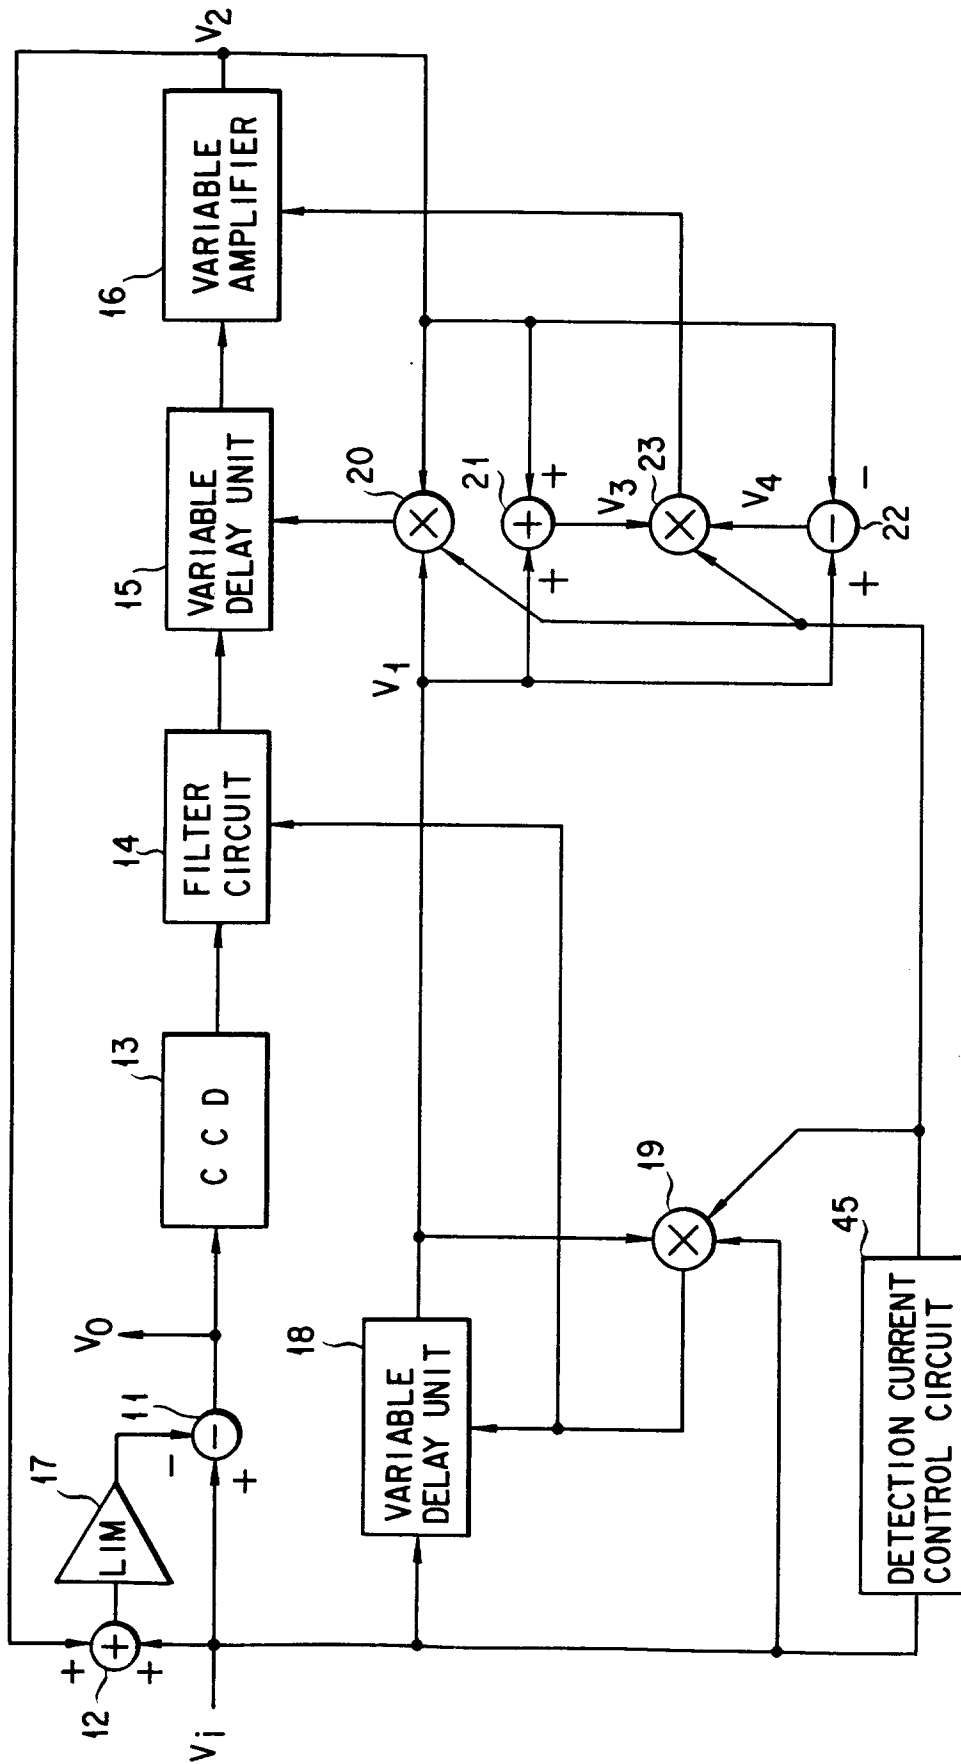 12
+
+
+
Vi
17
LIM
−
+
−
11
V0
13
C C D
14
FILTER
CIRCUIT
15
VARIABLE
DELAY UNIT
16
VARIABLE
AMPLIFIER
V2
18
VARIABLE
DELAY UNIT
19
×
V1
20
×
21
+
+
+
V3
23
×
V4
+
−
−
22
45
DETECTION CURRENT
CONTROL CIRCUIT